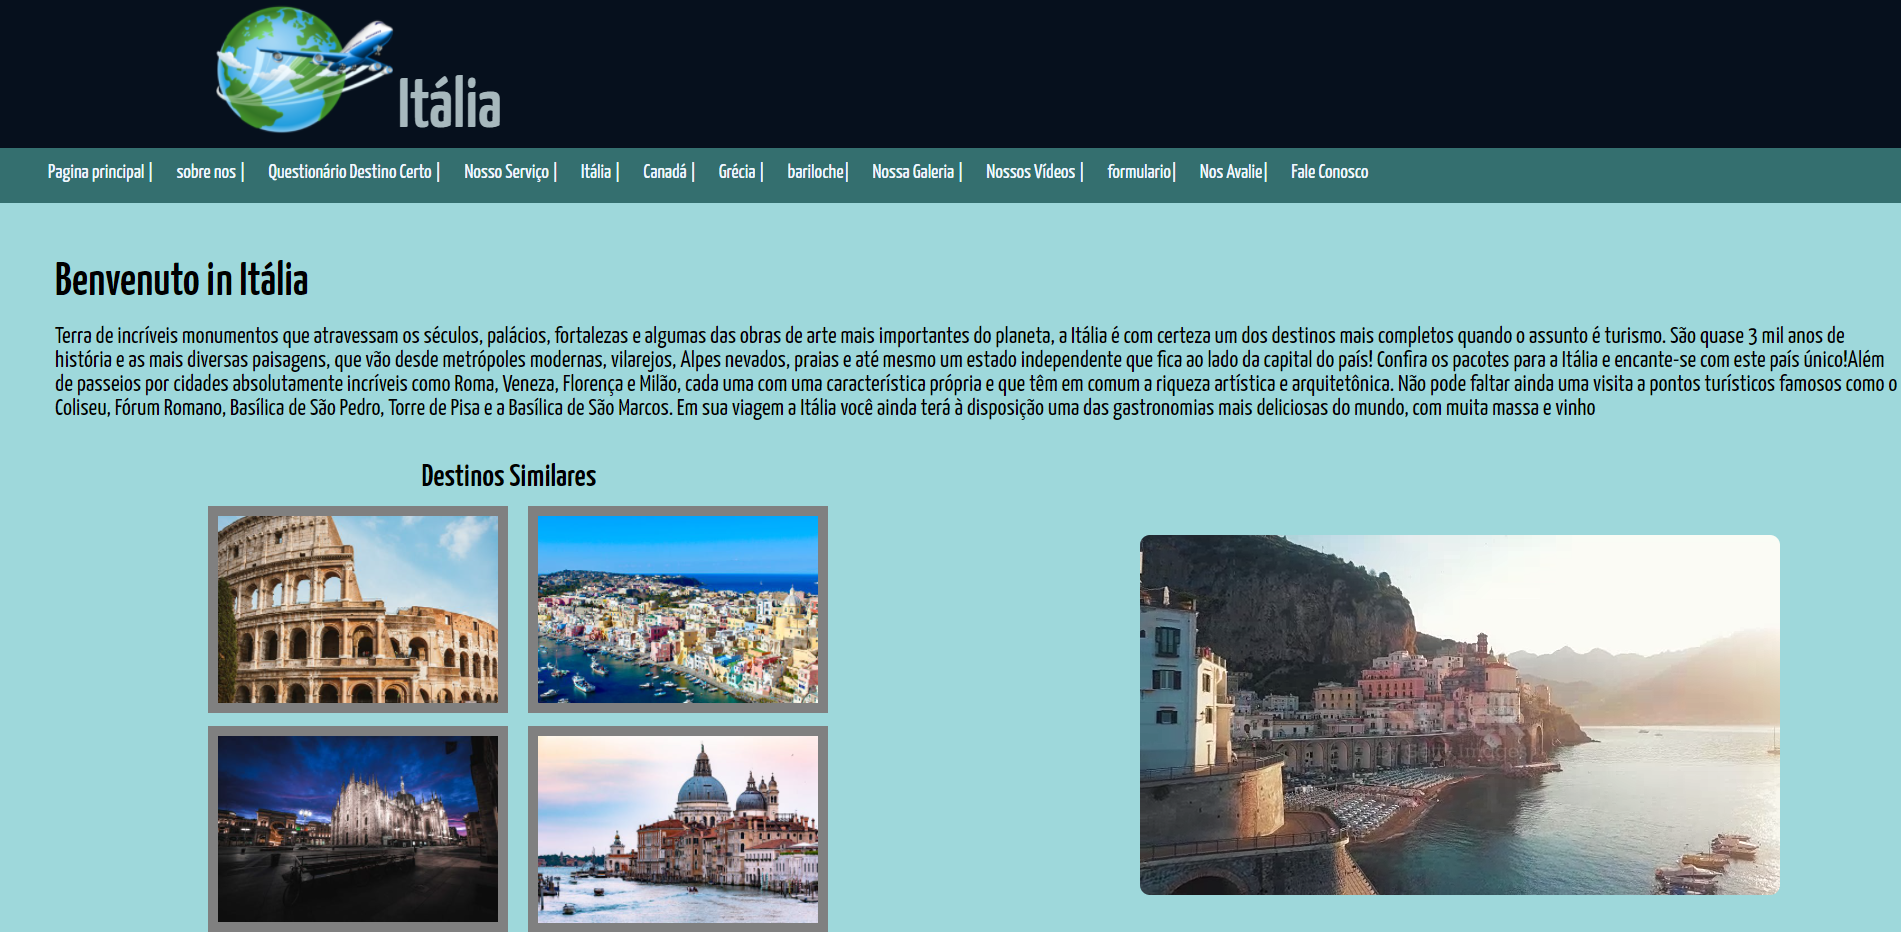 Itália
Pagina principal | sobre nos | Questionário Destino Certo | Nosso Serviço | Itália | Canadá | Grécia | bariloche| Nossa Galeria | Nossos Vídeos | formulario| Nos Avalie| Fale Conosco
Benvenuto in Itália
Terra de incríveis monumentos que atravessam os séculos, palácios, fortalezas e algumas das obras de arte mais importantes do planeta, a Itália é com certeza um dos destinos mais completos quando o assunto é turismo. São quase 3 mil anos de
história e as mais diversas paisagens, que vão desde metrópoles modernas, vilarejos, Alpes nevados, praias e até mesmo um estado independente que fica ao lado da capital do país! Confira os pacotes para a Itália e encante-se com este país único!Além
de passeios por cidades absolutamente incríveis como Roma, Veneza, Florença e Milão, cada uma com uma característica própria e que têm em comum a riqueza artística e arquitetônica. Não pode faltar ainda uma visita a pontos turísticos famosos como o
Coliseu, Fórum Romano, Basílica de São Pedro, Torre de Pisa e a Basílica de São Marcos. Em sua viagem a Itália você ainda terá à disposição uma das gastronomias mais deliciosas do mundo, com muita massa e vinho
Destinos Similares
Getty Images